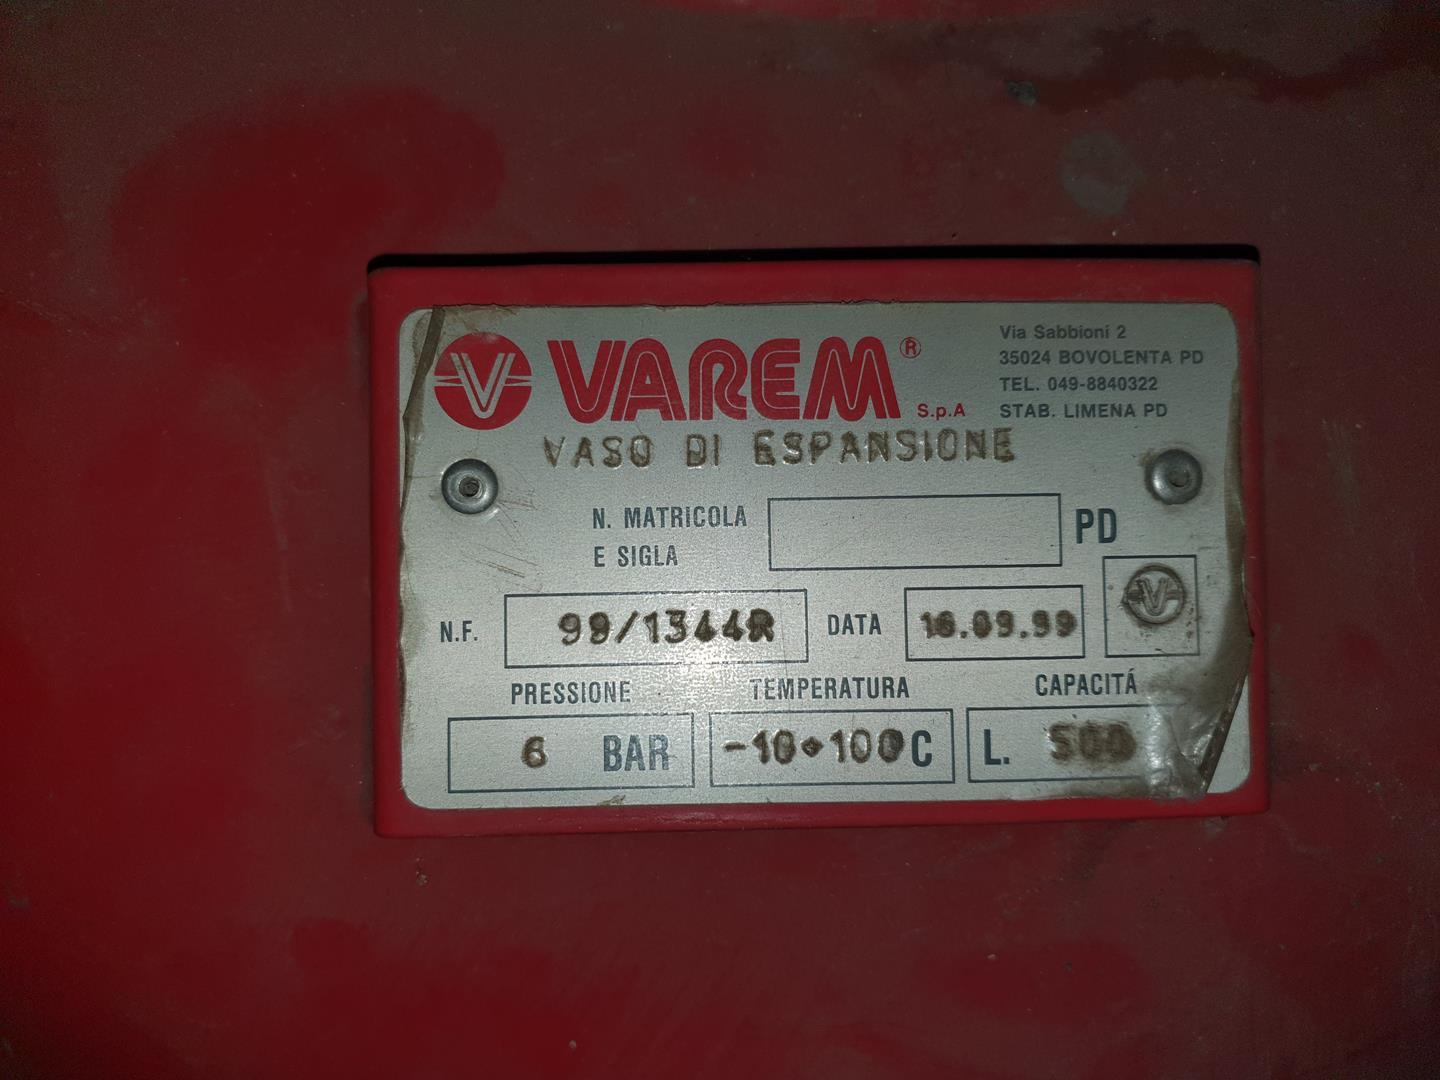 VAREM® S.p.A
Via Sabbioni 2
35024 BOVOLENTA PD
TEL. 049-8840322
STAB. LIMENA PD
VASO DI ESPANSIONE
N. MATRICOLA
E SIGLA
PD
N.F. 99/1344R DATA 16.09.99
PRESSIONE TEMPERATURA CAPACITÁ
6 BAR -10+100C L. 500